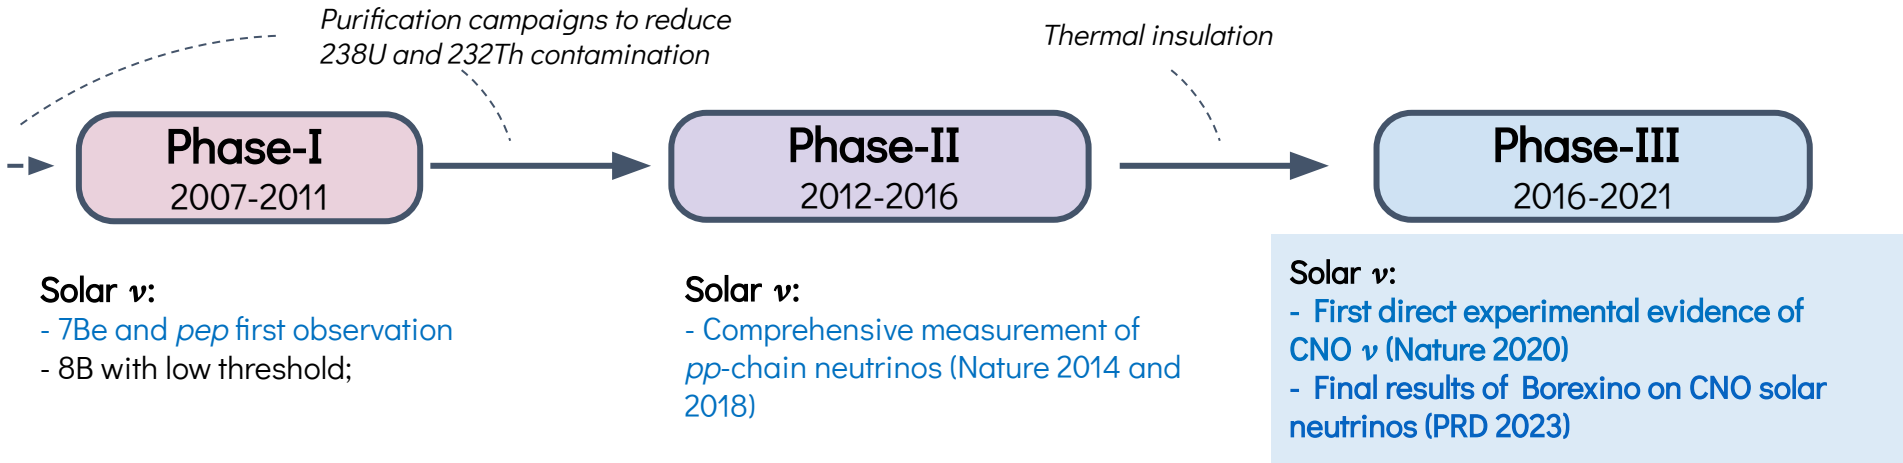 Purification campaigns to reduce
238U and 232Th contamination
Thermal insulation
Phase-I
2007-2011
Phase-II
2012-2016
Phase-III
2016-2021
Solar ν:
- 7Be and pep first observation
- 8B with low threshold;
Solar ν:
- Comprehensive measurement of
pp-chain neutrinos (Nature 2014 and
2018)
Solar ν:
- First direct experimental evidence of
CNO ν (Nature 2020)
- Final results of Borexino on CNO solar
neutrinos (PRD 2023)